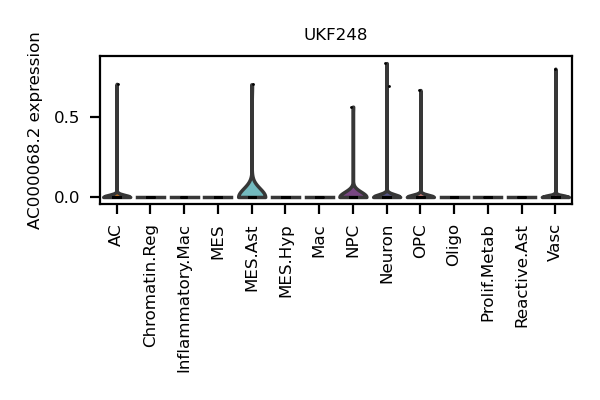 UKF248
AC000068.2 expression
0.5
0.0
AC
Chromatin.Reg
Inflammatory.Mac
MES
MES.Ast
MES.Hyp
Mac
NPC
Neuron
OPC
Oligo
Prolif.Metab
Reactive.Ast
Vasc